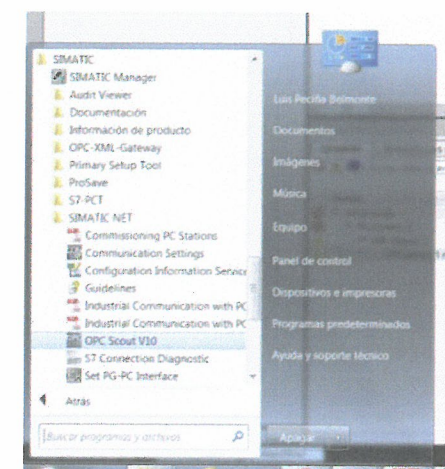 SIMATIC
SIMATIC Manager
Audit Viewer
Documentación
Información de producto
OPC-XML-Gateway
Primary Setup Tool
ProSave
S7-PCT
SIMATIC NET
Commissioning PC Stations
Communication Settings
Configuration Information Service
Guidelines
Industrial Communication with PC
Industrial Communication with PC
OPC Scout V10
S7 Connection Diagnostic
Set PG-PC Interface
Atrás
Buscar programas y archivos
Luis Peciña Belmonte
Documentos
Imágenes
Música
Equipo
Panel de control
Dispositivos e impresoras
Programas predeterminados
Ayuda y soporte técnico
Apagar